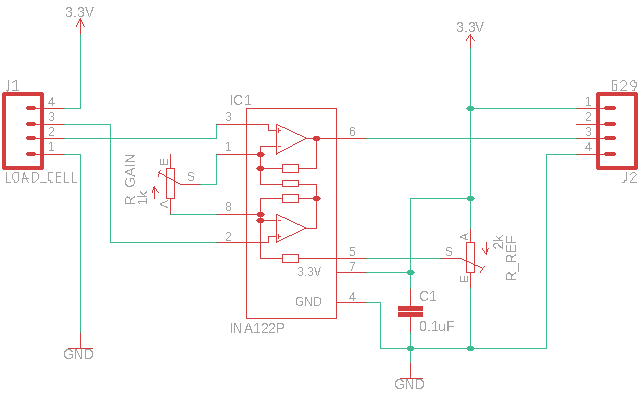 3.3V
J1
4
3
2
1
LOAD_CELL
R_GAIN
1k
E
S
A
GND
IC1
3
1
8
2
6
5
7
4
3.3V
GND
INA122P
3.3V
A
S
E
2k
R_REF
C1
0.1uF
GND
G29
1
2
3
4
J2